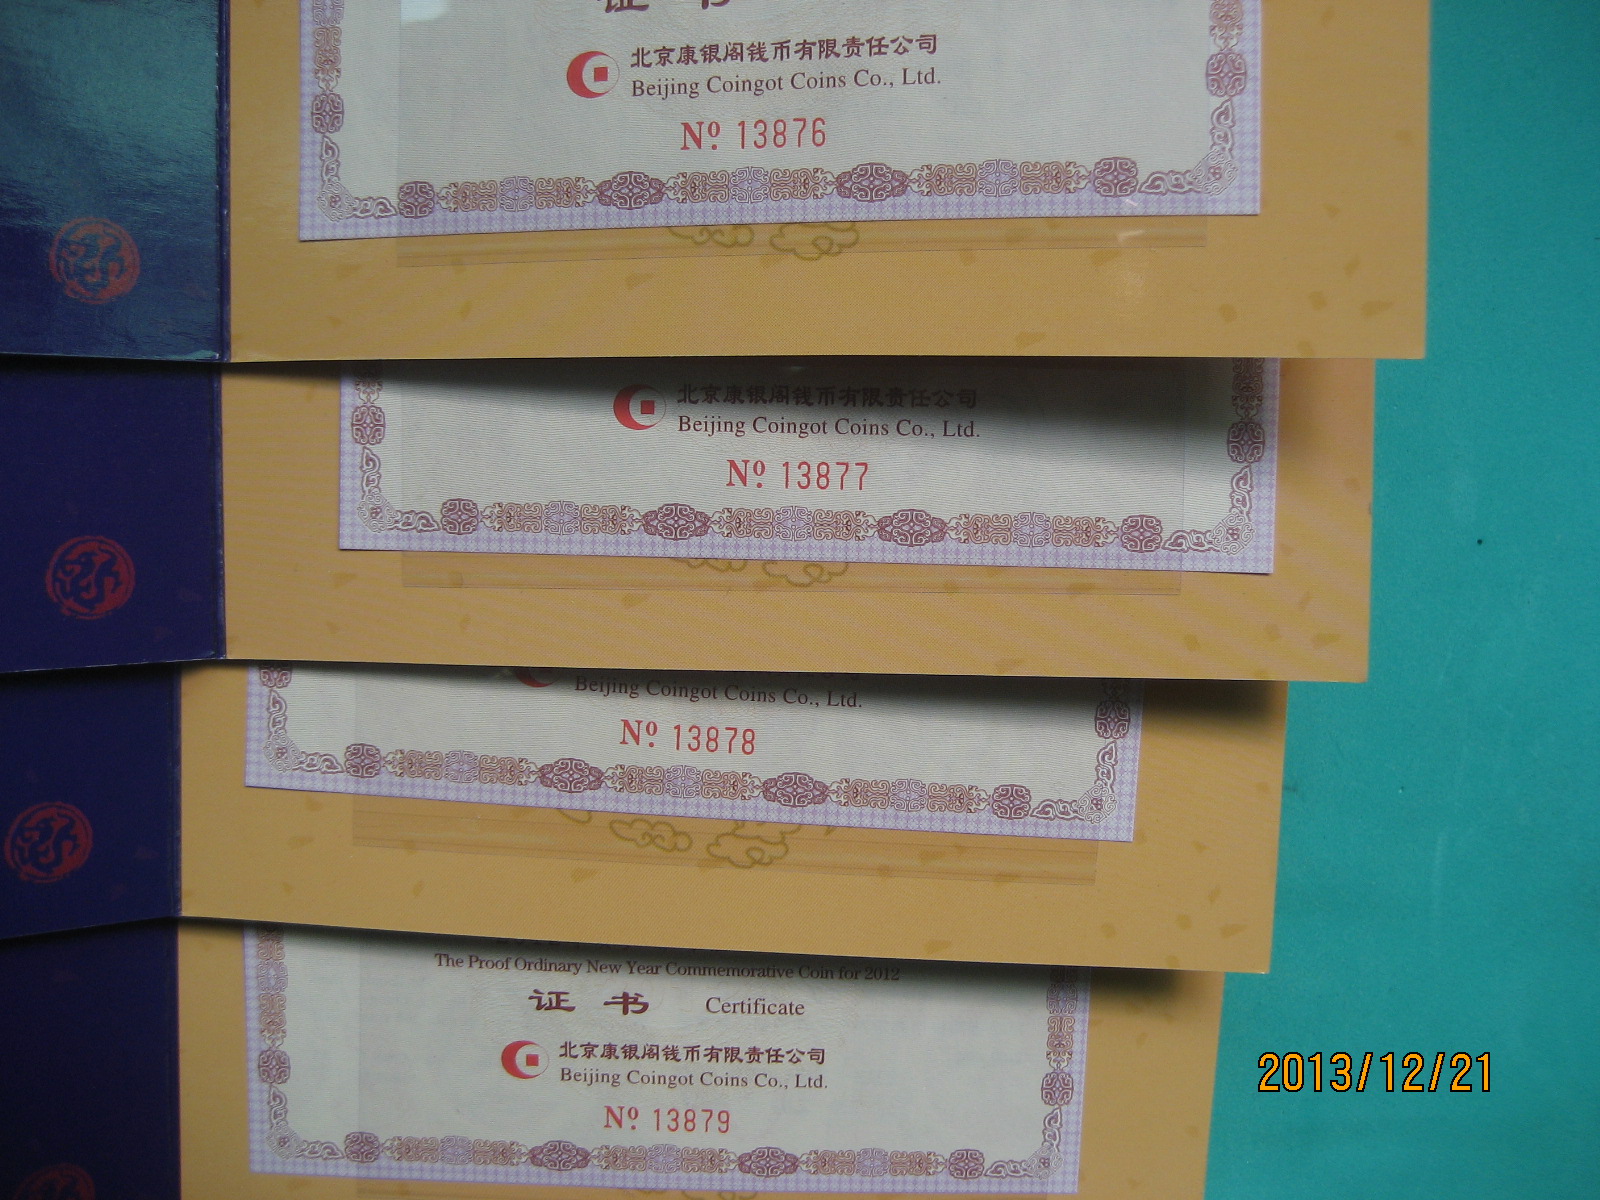 证 书
北京康银阁钱币有限责任公司
Beijing Coingot Coins Co., Ltd.
Nº. 13876
北京康银阁钱币有限责任公司
Beijing Coingot Coins Co., Ltd.
Nº. 13877
Beijing Coingot Coins Co., Ltd.
Nº. 13878
The Proof Ordinary New Year Commemorative Coin for 2012
证 书 Certificate
北京康银阁钱币有限责任公司
Beijing Coingot Coins Co., Ltd.
Nº. 13879
2013/12/21